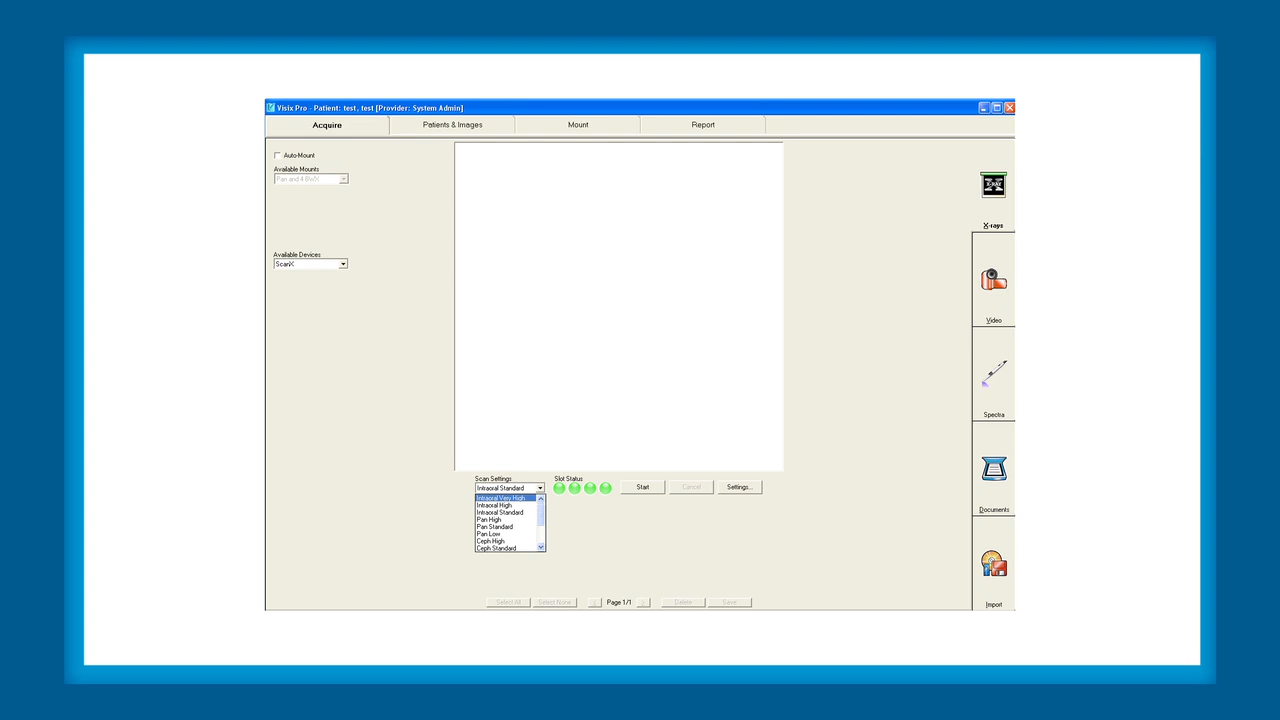 Visix Pro - Patient: test, test [Provider: System Admin]
Acquire
Patients & Images
Mount
Report
Auto-Mount
Available Mounts
Pan and 4 BWX
Available Devices
ScanX
X-RAY
X-rays
Video
Spectra
Documents
Import
Scan Settings
Intraoral Standard
Intraoral Very High
Intraoral High
Intraoral Standard
Pan High
Pan Standard
Pan Low
Ceph High
Ceph Standard
Slot Status
Start
Cancel
Settings...
Select All
Select None
Page 1/1
Delete
Save